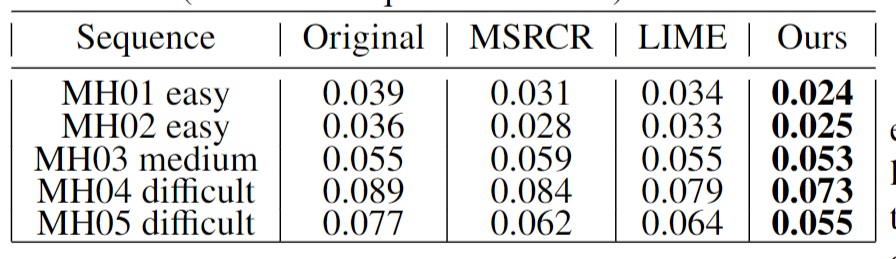 Sequence Original MSRCR LIME Ours
MH01 easy 0.039 0.031 0.034 0.024
MH02 easy 0.036 0.028 0.033 0.025
MH03 medium 0.055 0.059 0.055 0.053
MH04 difficult 0.089 0.084 0.079 0.073
MH05 difficult 0.077 0.062 0.064 0.055